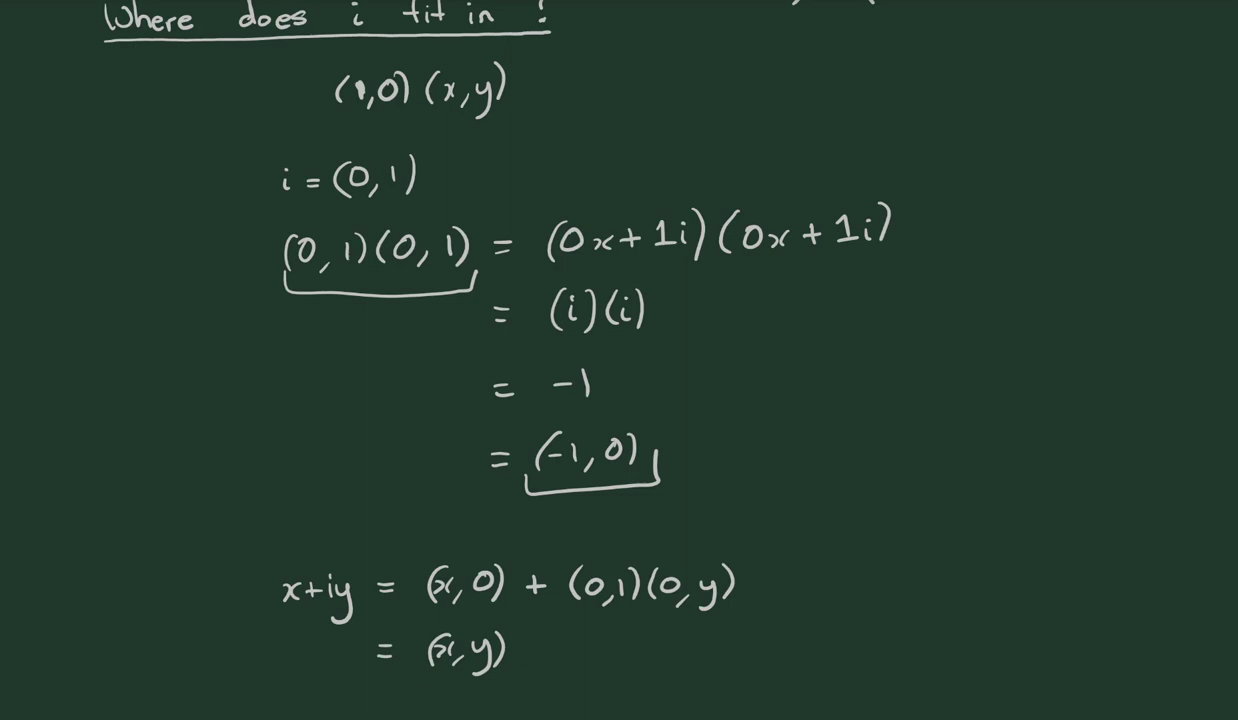 Where does i fit in ?
(1,0) (x,y)
i = (0,1)
(0,1)(0,1) = (0x + 1i)(0x + 1i)
= (i)(i)
= -1
= (-1,0)
x+iy = (x,0) + (0,1)(0,y)
= (x,y)